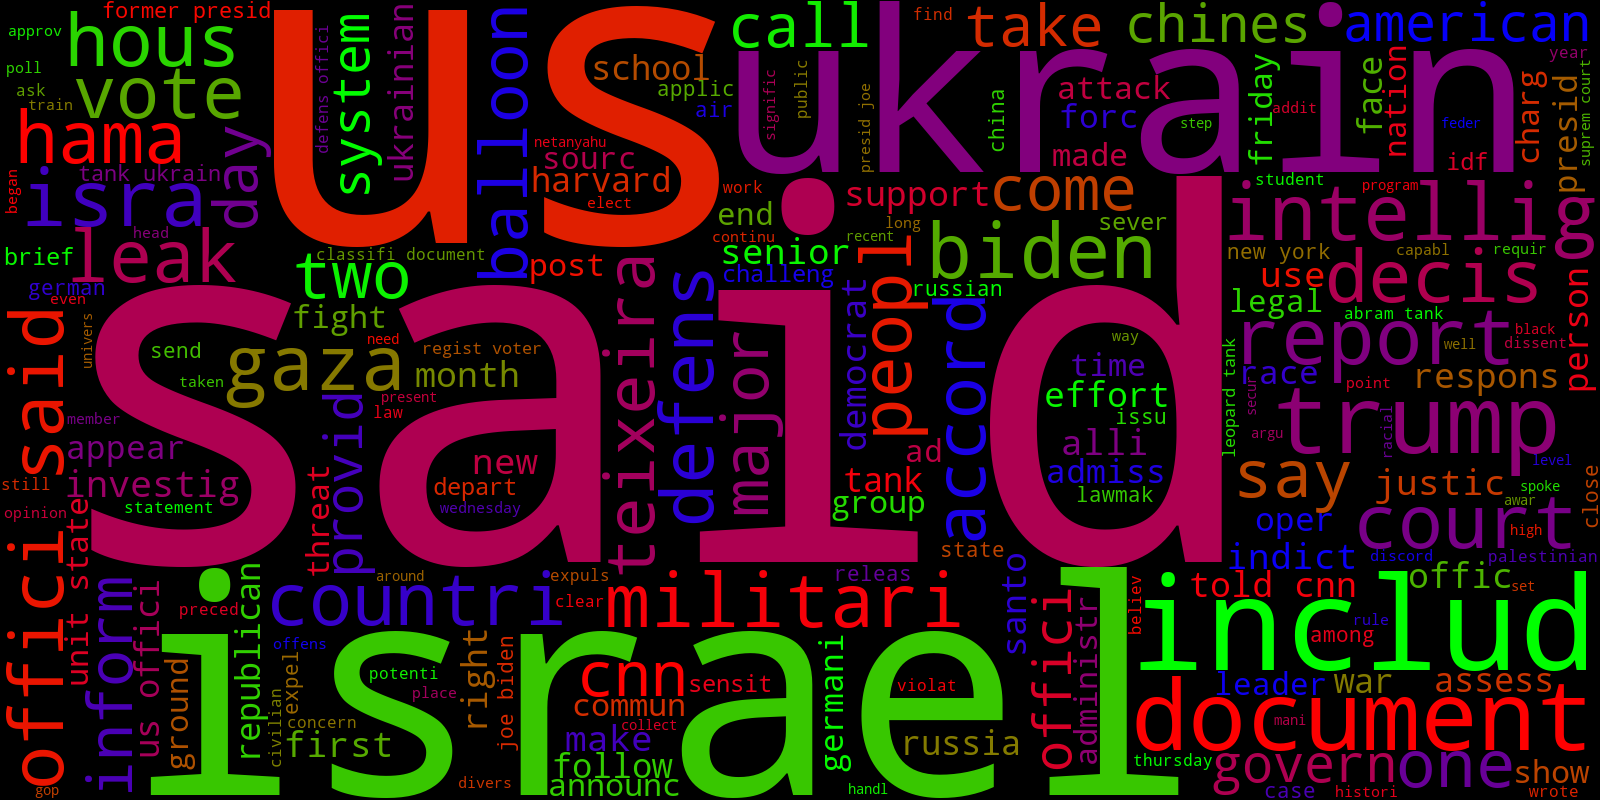 former presid
approv
hous
us
balloon
call
ukrain
find
take
chines
american
year
poll
vote
ask
train
system
defens offici
ukrainian
school
applic
air
signific
public
presid joe
china
attack
forc
made
step
friday
addit
face
nation
feder
charg
presid
suprem court
idf
hama
day
tank ukrain
isra
began
head
leak
brief
german
even
netanyahu
sourc
harvard
elect
work
end
continu
support
long
recent
come
sever
biden
student
program
intellig
new york
capabl
requir
use
decis
person
legal
abram tank
report
black
dissent
well
race
point
respons
leopard tank
secur
argu
racial
trump
level
classifi document
two
post
senior
challeng
peopl
russian
said
fight
need
regist voter
send
gaza
month
taken
present
law
univers
offici said
member
appear
investig
still
opinion
statement
threat
provid
new
depart
wednesday
teixeira
defens
major
democrat
accord
way
time
effort
issu
alli
admiss
lawmak
ad
tank
group
state
say
justic
spoke
awar
close
oper
court
high
indict
discord
palestinian
unit state
inform
us offici
preced
republican
around
countri
expuls
clear
militari
releas
santo
offici
administr
believ
told cnn
offic
set
includ
rule
among
israel
offens
expel
potenti
right
place
joe biden
cnn
sensit
commun
collect
violat
germani
russia
make
follow
announc
handl
leader
war
assess
document
mani
thursday
govern
one
show
case
histori
wrote
ground
civilian
concern
first
divers
gop